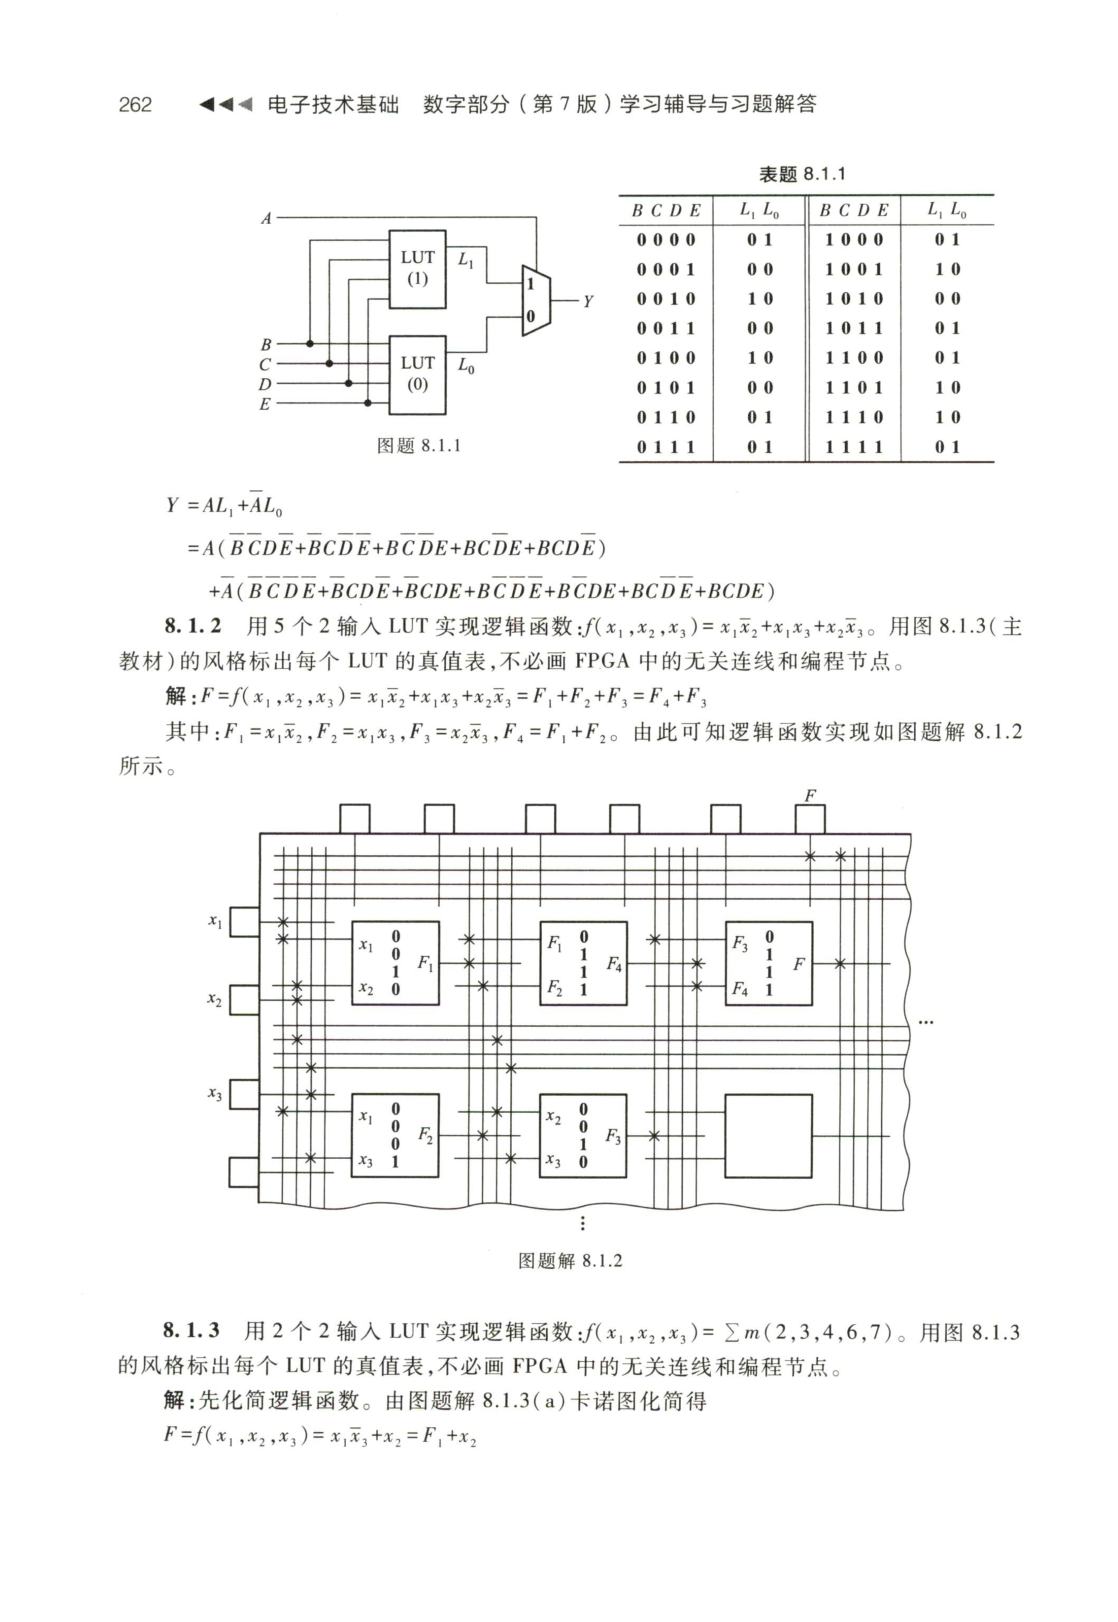 262 ◀◀◀ 电子技术基础 数字部分(第7版)学习辅导与习题解答
表题 8.1.1
B C D E L₁ L₀ B C D E L₁ L₀
0 0 0 0 0 1 1 0 0 0 0 1
0 0 0 1 0 0 1 0 0 1 1 0
0 0 1 0 1 0 1 0 1 0 0 0
0 0 1 1 0 0 1 0 1 1 0 1
0 1 0 0 1 0 1 1 0 0 0 1
0 1 0 1 0 0 1 1 0 1 1 0
0 1 1 0 0 1 1 1 1 0 1 0
0 1 1 1 0 1 1 1 1 1 0 1
A
LUT
(1)
L₁
1
0
Y
B
C
D
E
LUT
(0)
L₀
图题 8.1.1
Y = AL₁+A̅L₀
= A(B̅C̅DE̅+B̅CD̅E̅+BC̅D̅E+BCD̅E+BCDE̅)
+A̅(B̅C̅D̅E̅+B̅CDE̅+B̅CDE+BC̅D̅E̅+BC̅DE+BCD̅E̅+BCDE)
8.1.2 用5个2输入LUT实现逻辑函数:f(x₁,x₂,x₃)= x₁x̅₂+x₁x₃+x₂x̅₃。用图8.1.3(主
教材)的风格标出每个LUT的真值表,不必画FPGA中的无关连线和编程节点。
解:F=f(x₁,x₂,x₃)= x₁x̅₂+x₁x₃+x₂x̅₃=F₁+F₂+F₃=F₄+F₃
其中:F₁=x₁x̅₂,F₂=x₁x₃,F₃=x₂x̅₃,F₄=F₁+F₂。由此可知逻辑函数实现如图题解 8.1.2
所示。
F
x₁
x₂
x₃
x₁ 0
0
1
x₂ 0
F₁
F₁ 0
1
1
F₂ 1
F₄
F₃ 0
1
1
F₄ 1
F
…
x₁ 0
0
0
x₃ 1
F₂
x₂ 0
0
1
x₃ 0
F₃
⋮
图题解 8.1.2
8.1.3 用2个2输入LUT实现逻辑函数:f(x₁,x₂,x₃)= ∑m(2,3,4,6,7)。用图8.1.3
的风格标出每个LUT的真值表,不必画FPGA中的无关连线和编程节点。
解:先化简逻辑函数。由图题解 8.1.3(a)卡诺图化简得
F=f(x₁,x₂,x₃)= x₁x̅₃+x₂=F₁+x₂